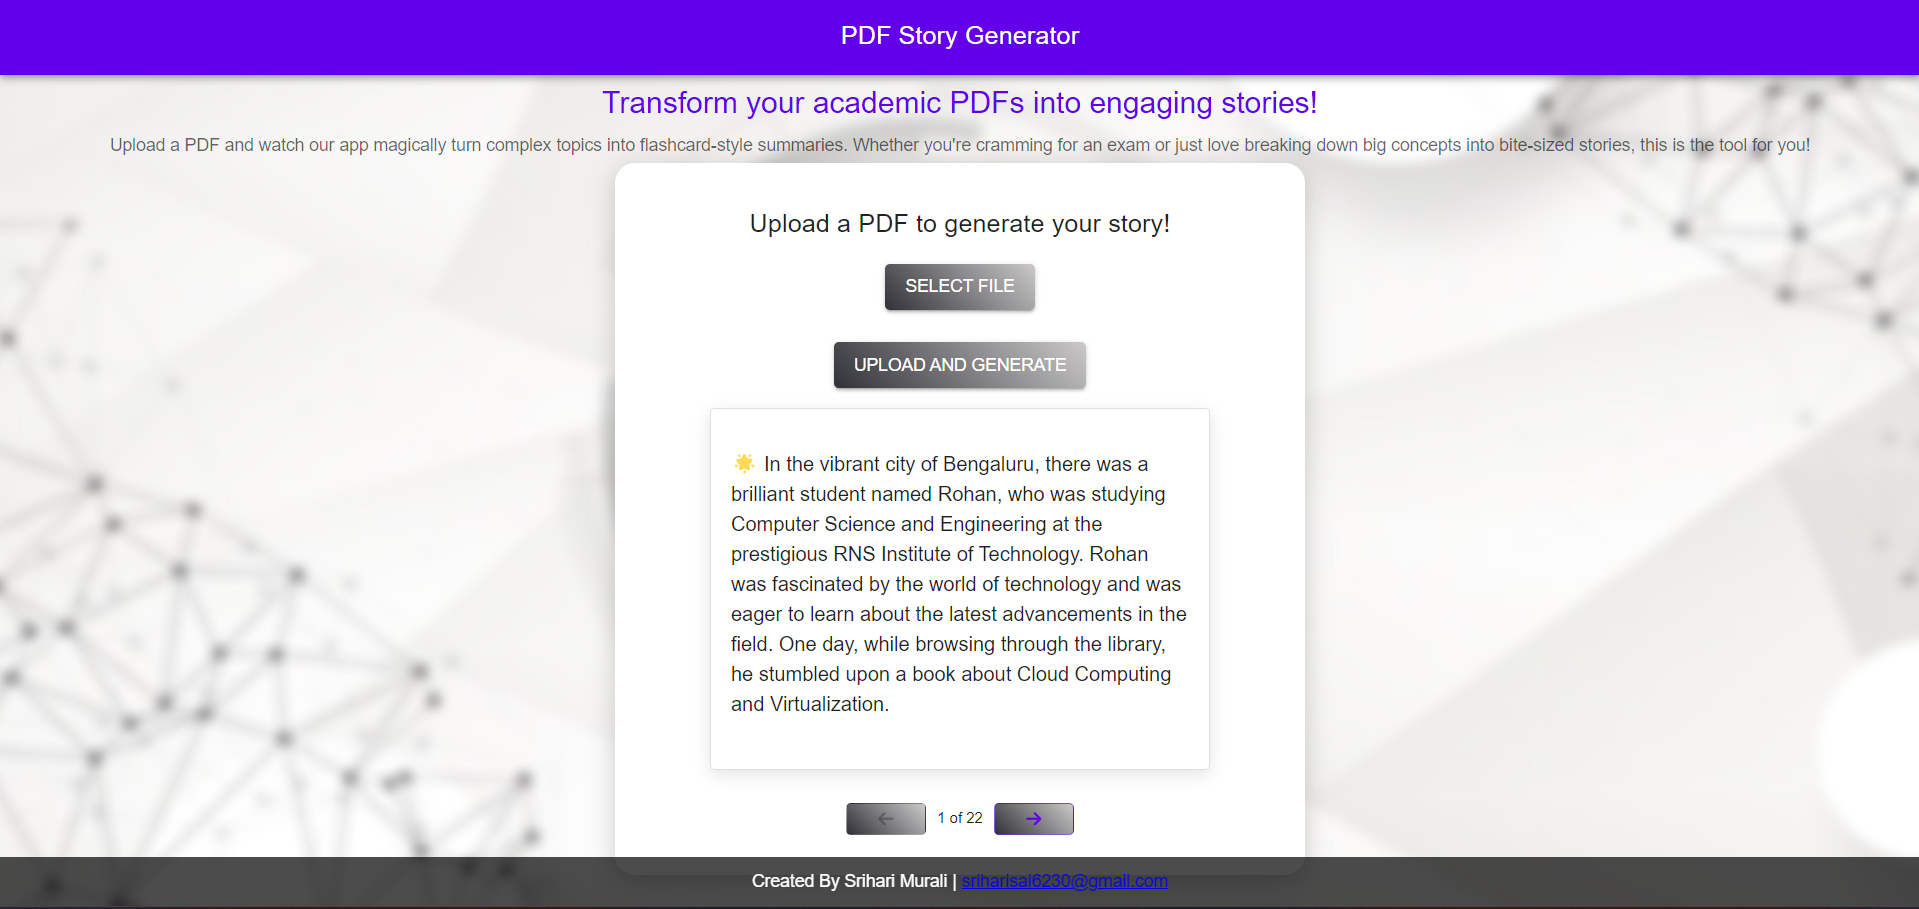 PDF Story Generator
Transform your academic PDFs into engaging stories!
Upload a PDF and watch our app magically turn complex topics into flashcard-style summaries. Whether you're cramming for an exam or just love breaking down big concepts into bite-sized stories, this is the tool for you!
Upload a PDF to generate your story!
SELECT FILE
UPLOAD AND GENERATE
🌟 In the vibrant city of Bengaluru, there was a
brilliant student named Rohan, who was studying
Computer Science and Engineering at the
prestigious RNS Institute of Technology. Rohan
was fascinated by the world of technology and was
eager to learn about the latest advancements in the
field. One day, while browsing through the library,
he stumbled upon a book about Cloud Computing
and Virtualization.
1 of 22
Created By Srihari Murali | sriharisai6230@gmail.com